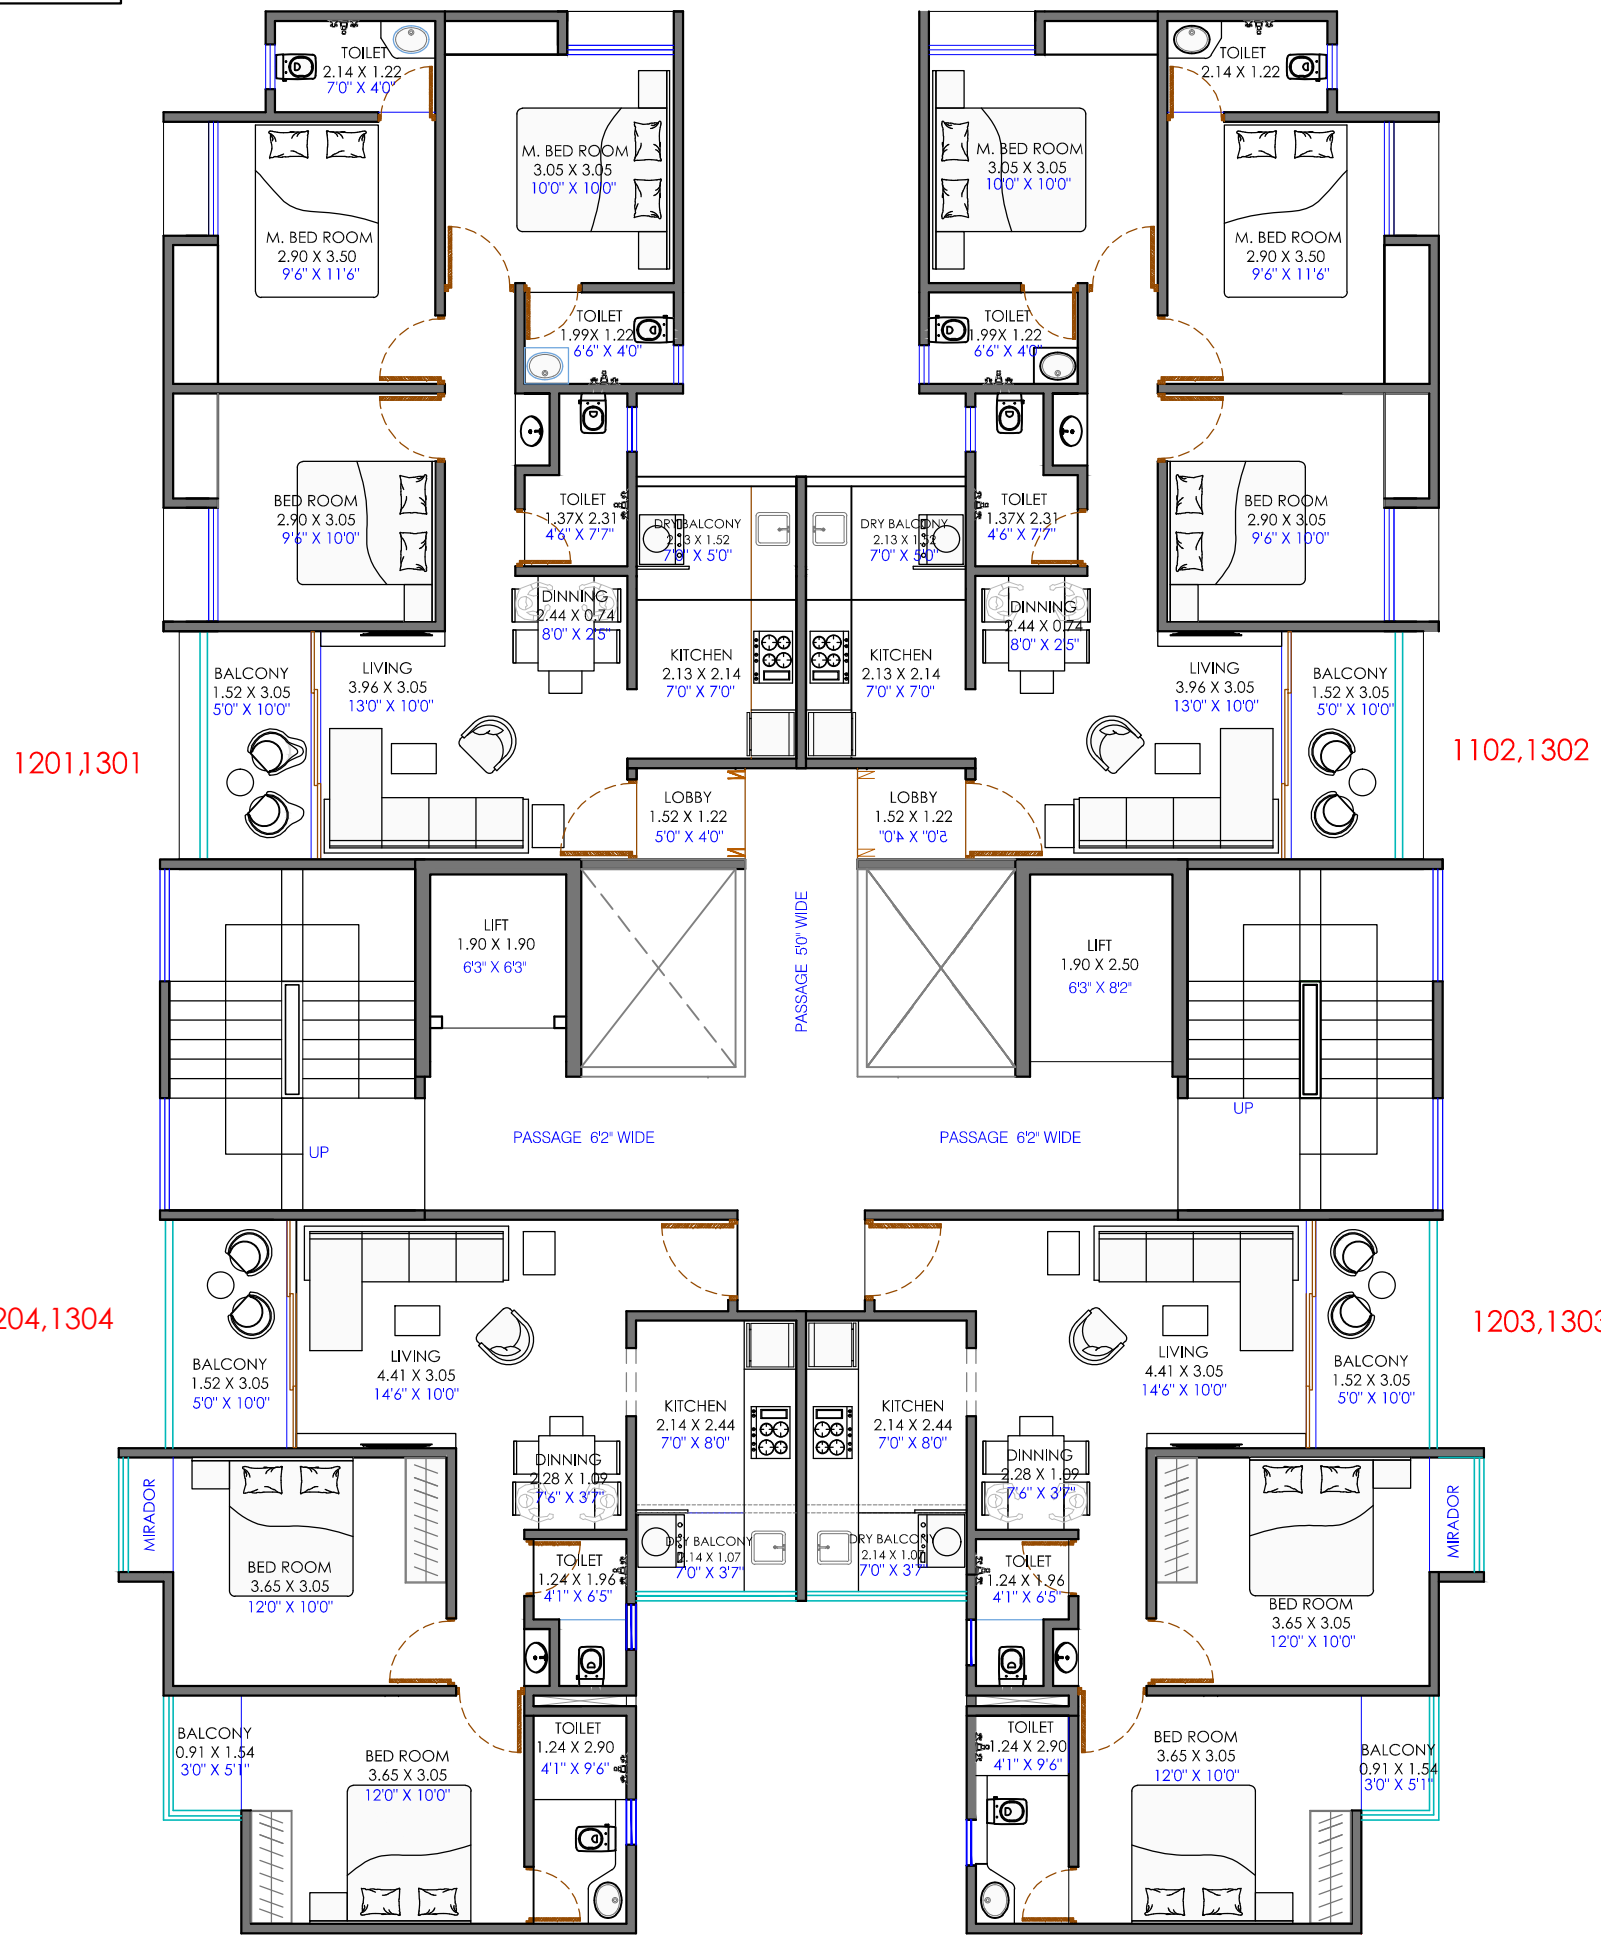 TOILET
2.14 X 1.22
7'0" X 4'0"
M. BED ROOM
3.05 X 3.05
10'0" X 10'0"
M. BED ROOM
2.90 X 3.50
9'6" X 11'6"
TOILET
1.99X 1.22
6'6" X 4'0"
BED ROOM
2.90 X 3.05
9'6" X 10'0"
TOILET
1.37X 2.31
4'6" X 7'7"
DRY BALCONY
2.13 X 1.52
7'0" X 5'0"
DINNING
2.44 X 0.74
8'0" X 2'5"
KITCHEN
2.13 X 2.14
7'0" X 7'0"
BALCONY
1.52 X 3.05
5'0" X 10'0"
LIVING
3.96 X 3.05
13'0" X 10'0"
1201,1301
LOBBY
1.52 X 1.22
5'0" X 4'0"
TOILET
2.14 X 1.22
M. BED ROOM
3.05 X 3.05
10'0" X 10'0"
M. BED ROOM
2.90 X 3.50
9'6" X 11'6"
TOILET
1.99X 1.22
6'6" X 4'0"
BED ROOM
2.90 X 3.05
9'6" X 10'0"
TOILET
1.37X 2.31
4'6" X 7'7"
DRY BALCONY
2.13 X 1.52
7'0" X 5'0"
DINNING
2.44 X 0.74
8'0" X 2'5"
KITCHEN
2.13 X 2.14
7'0" X 7'0"
LIVING
3.96 X 3.05
13'0" X 10'0"
BALCONY
1.52 X 3.05
5'0" X 10'0"
1102,1302
LOBBY
1.52 X 1.22
5'0" X 4'0"
LIFT
1.90 X 1.90
6'3" X 6'3"
PASSAGE 5'0" WIDE
LIFT
1.90 X 2.50
6'3" X 8'2"
UP
PASSAGE 6'2" WIDE
PASSAGE 6'2" WIDE
UP
204,1304
BALCONY
1.52 X 3.05
5'0" X 10'0"
LIVING
4.41 X 3.05
14'6" X 10'0"
KITCHEN
2.14 X 2.44
7'0" X 8'0"
DINNING
2.28 X 1.09
7'6" X 3'7"
MIRADOR
BED ROOM
3.65 X 3.05
12'0" X 10'0"
TOILET
1.24 X 1.96
4'1" X 6'5"
DRY BALCONY
2.14 X 1.07
7'0" X 3'7"
BALCONY
0.91 X 1.54
3'0" X 5'1"
BED ROOM
3.65 X 3.05
12'0" X 10'0"
TOILET
1.24 X 2.90
4'1" X 9'6"
1203,1303
KITCHEN
2.14 X 2.44
7'0" X 8'0"
LIVING
4.41 X 3.05
14'6" X 10'0"
BALCONY
1.52 X 3.05
5'0" X 10'0"
DINNING
2.28 X 1.09
7'6" X 3'7"
DRY BALCONY
2.14 X 1.07
7'0" X 3'7"
TOILET
1.24 X 1.96
4'1" X 6'5"
BED ROOM
3.65 X 3.05
12'0" X 10'0"
MIRADOR
TOILET
1.24 X 2.90
4'1" X 9'6"
BED ROOM
3.65 X 3.05
12'0" X 10'0"
BALCONY
0.91 X 1.54
3'0" X 5'1"